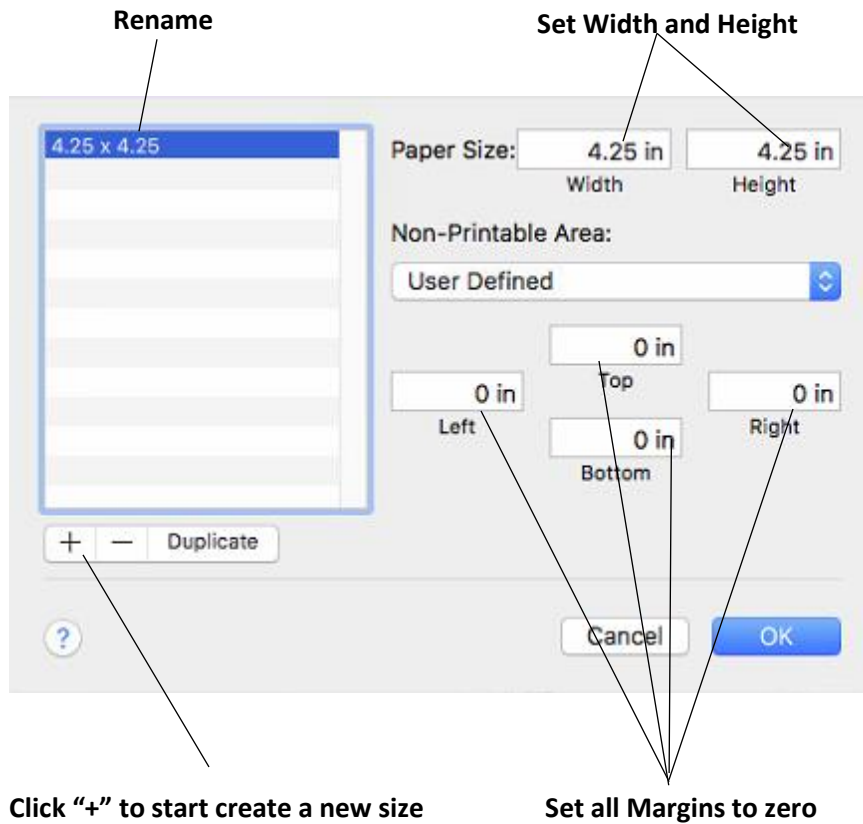 Rename
Set Width and Height
4.25 x 4.25
Paper Size:
4.25 in
4.25 in
Width
Height
Non-Printable Area:
User Defined
0 in
Top
0 in
Left
0 in
Right
0 in
Bottom
+ − Duplicate
?
Cancel
OK
Click “+” to start create a new size
Set all Margins to zero